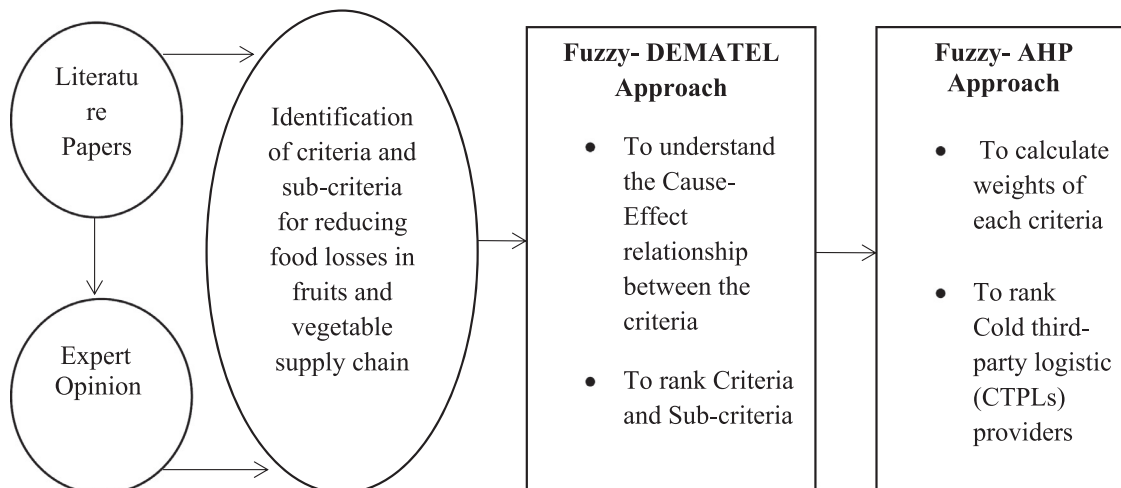 Literatu
re
Papers
Expert
Opinion
Identification
of criteria and
sub-criteria
for reducing
food losses in
fruits and
vegetable
supply chain
Fuzzy- DEMATEL
Approach
• To understand
the Cause-
Effect
relationship
between the
criteria
• To rank Criteria
and Sub-criteria
Fuzzy- AHP
Approach
• To calculate
weights of
each criteria
• To rank
Cold third-
party logistic
(CTPLs)
providers